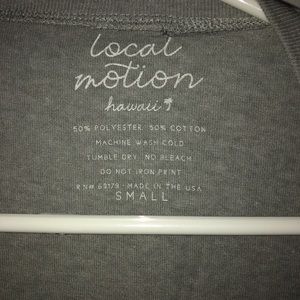 local
motion
hawaii
50% POLYESTER 50% COTTON
MACHINE WASH COLD
TUMBLE DRY. NO BLEACH.
DO NOT IRON PRINT
RN# 69179 - MADE IN THE USA
SMALL